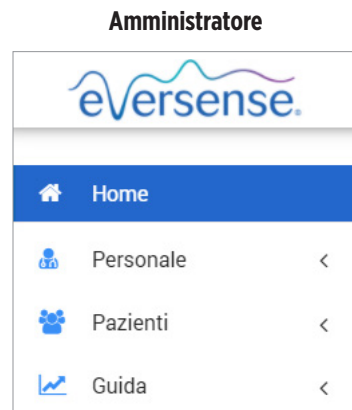 Amministratore
eversense.
Home
Personale
Pazienti
Guida